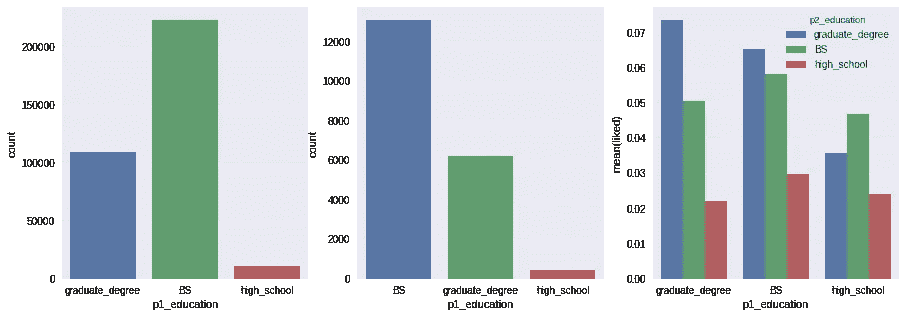 200000
150000
100000
50000
0
count
graduate_degree
BS
high_school
p1_education
12000
10000
8000
6000
4000
2000
0
count
BS
graduate_degree
high_school
p1_education
0.07
0.06
0.05
0.04
0.03
0.02
0.01
0.00
mean(liked)
p2_education
graduate_degree
BS
high_school
graduate_degree
BS
high_school
p1_education